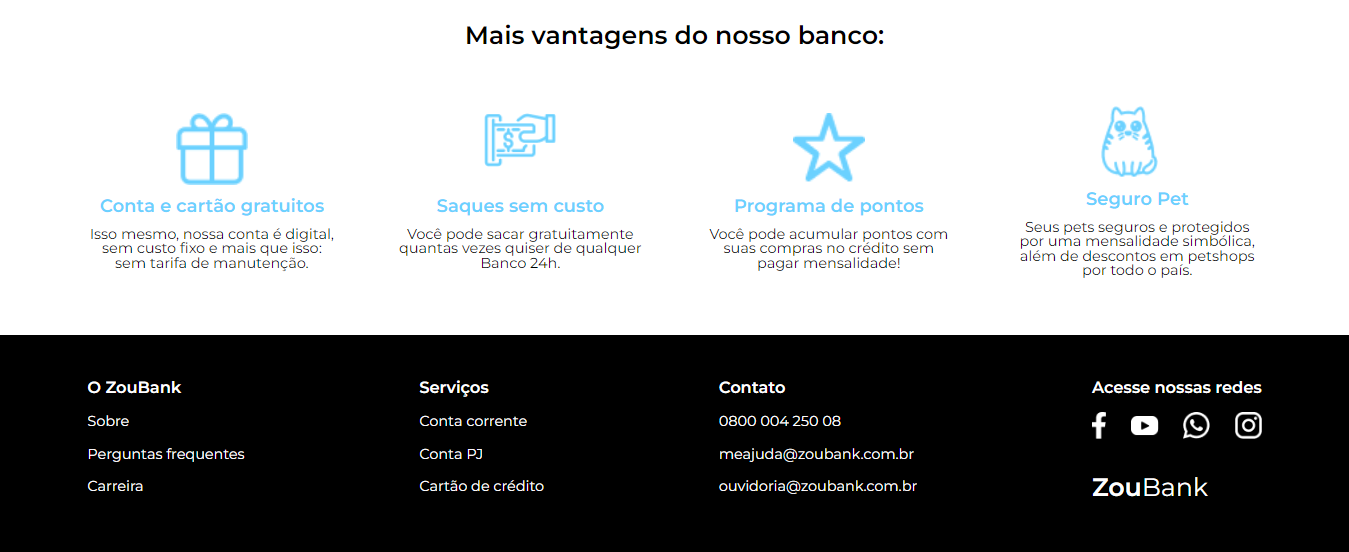 Mais vantagens do nosso banco:
Conta e cartão gratuitos
Isso mesmo, nossa conta é digital,
sem custo fixo e mais que isso:
sem tarifa de manutenção.
$
Saques sem custo
Você pode sacar gratuitamente
quantas vezes quiser de qualquer
Banco 24h.
Programa de pontos
Você pode acumular pontos com
suas compras no crédito sem
pagar mensalidade!
Seguro Pet
Seus pets seguros e protegidos
por uma mensalidade simbólica,
além de descontos em petshops
por todo o país.
O ZouBank
Sobre
Perguntas frequentes
Carreira
Serviços
Conta corrente
Conta PJ
Cartão de crédito
Contato
0800 004 250 08
meajuda@zoubank.com.br
ouvidoria@zoubank.com.br
Acesse nossas redes
ZouBank